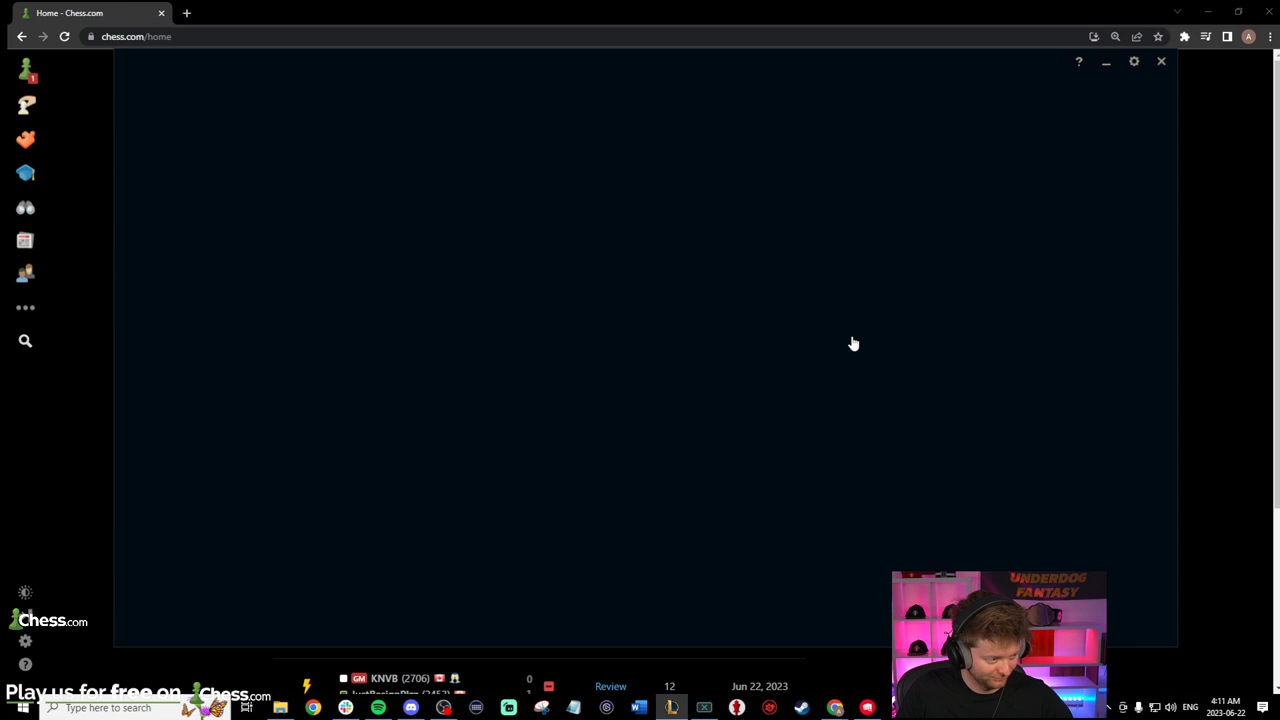 Home - Chess.com
chess.com/home
1
UNDERDOG
FANTASY
Chess.com
GM KNVB (2706) 0
Review 12 Jun 22, 2023
Play us for free on Chess.com
Type here to search
ENG
4:11 AM
2023-06-22